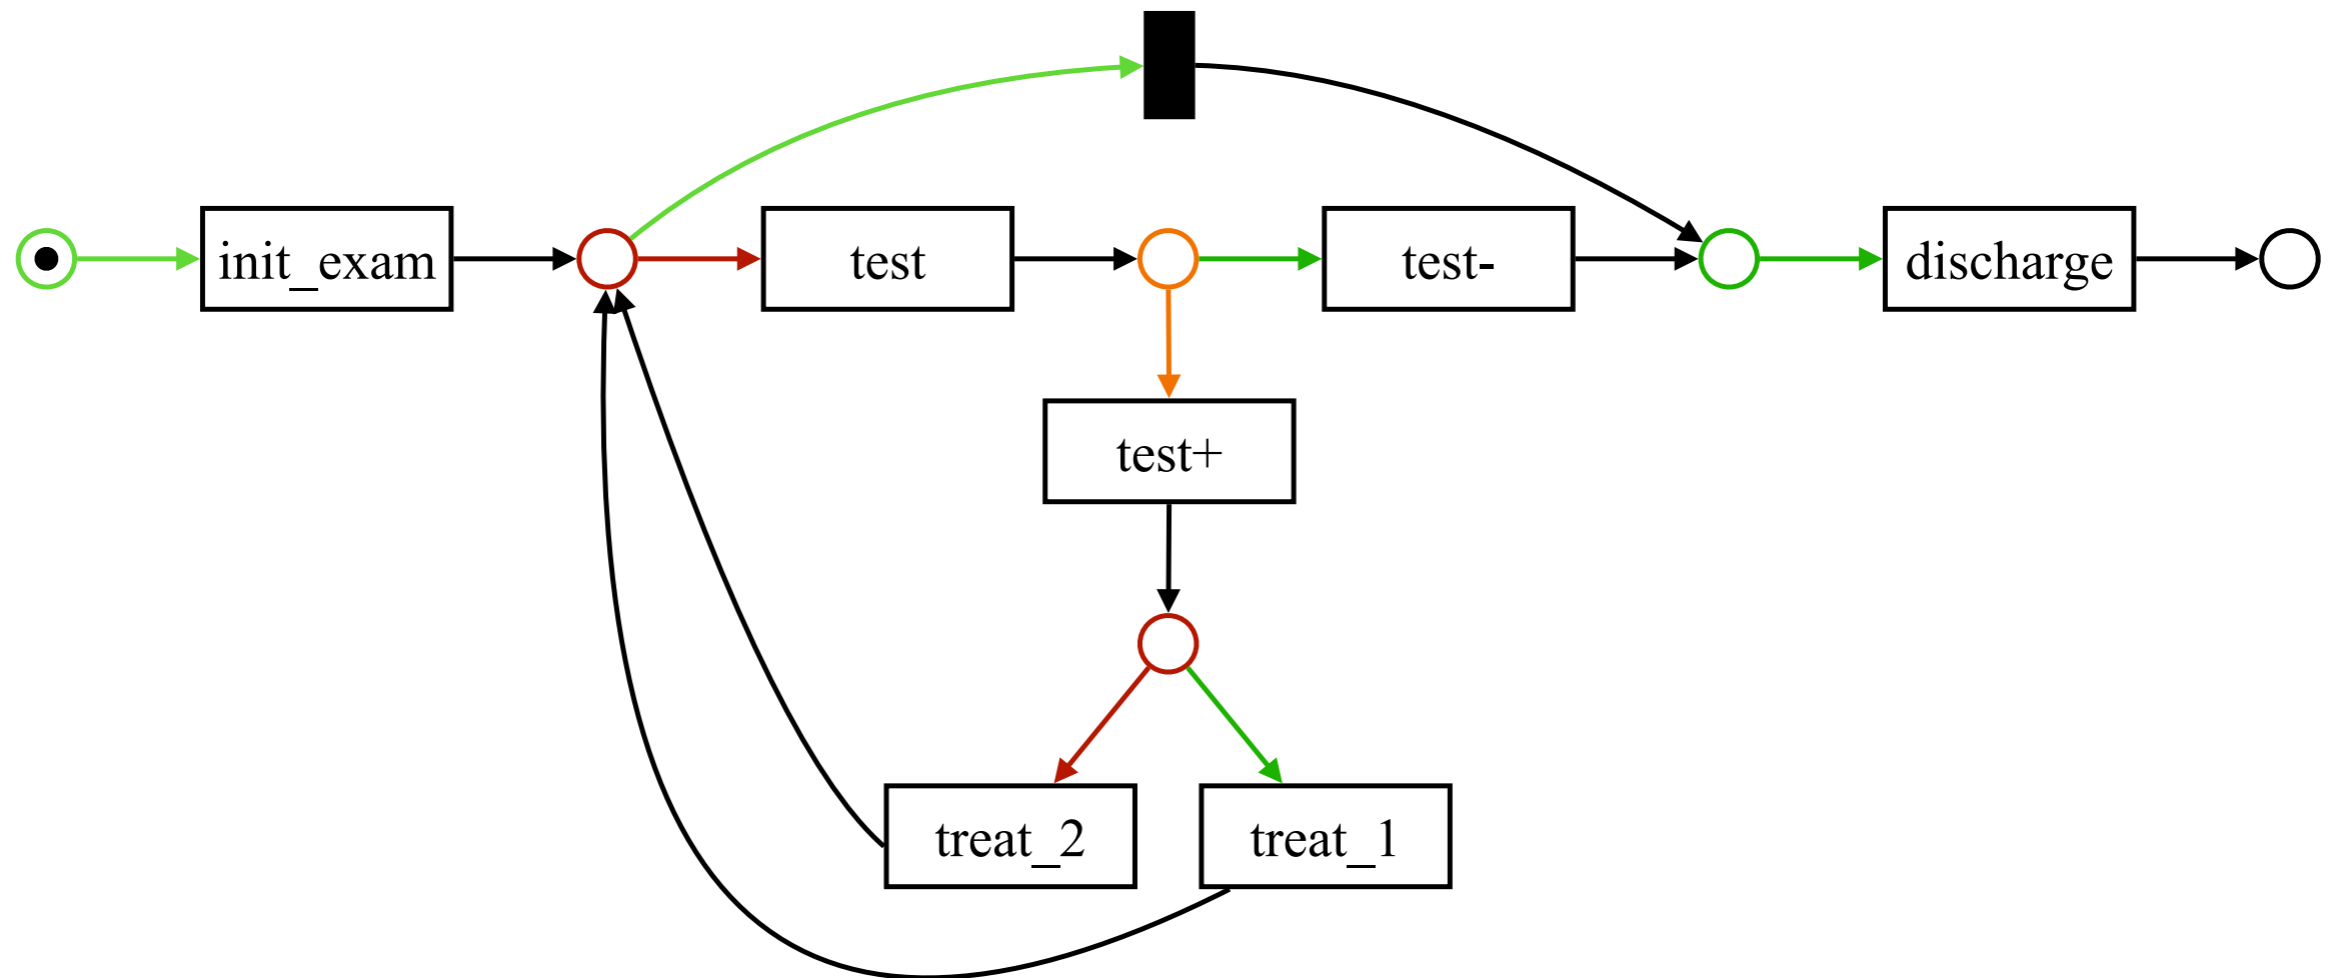 init_exam
test
test-
discharge
test+
treat_2
treat_1